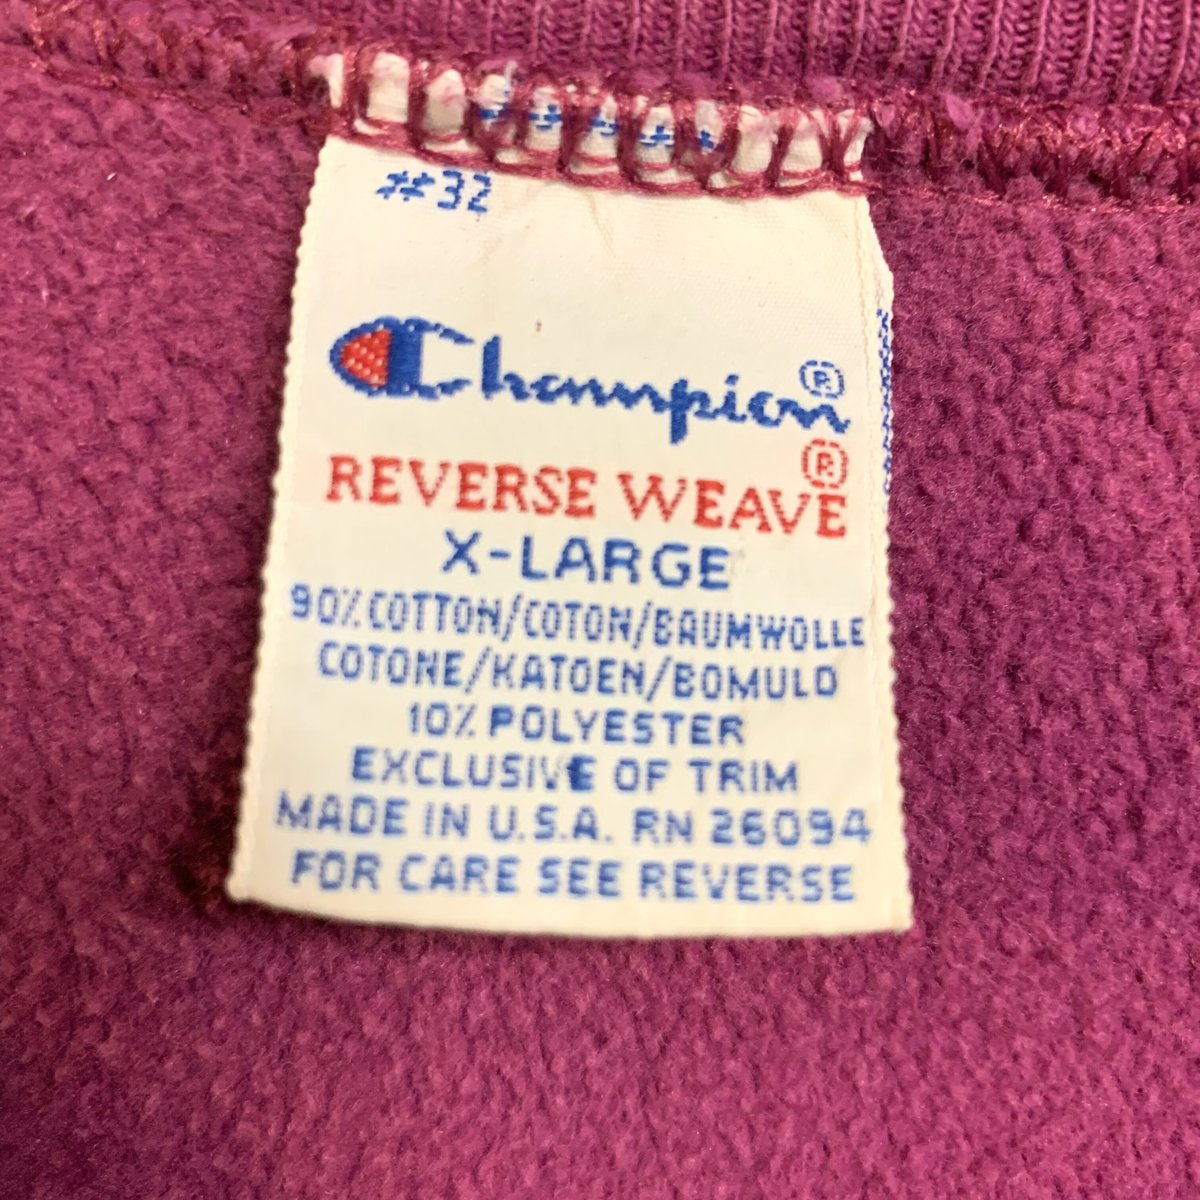 #32
Champion®
REVERSE WEAVE®
X-LARGE
90% COTTON/COTON/BAUMWOLLE
COTONE/KATOEN/BOMULD
10% POLYESTER
EXCLUSIVE OF TRIM
MADE IN U.S.A. RN 26094
FOR CARE SEE REVERSE